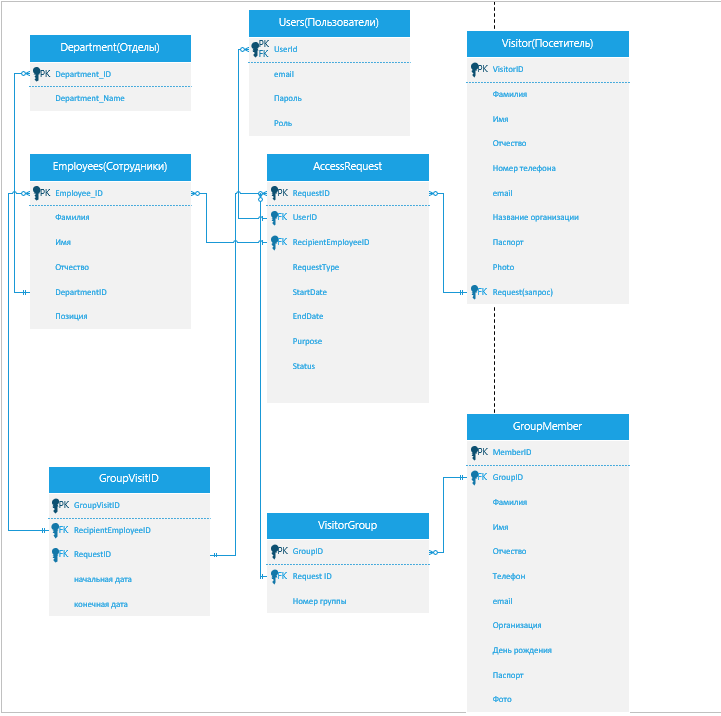 Users(Пользователи)
PK
FK
UserId
email
Пароль
Роль
Department(Отделы)
PK Department_ID
Department_Name
Visitor(Посетитель)
PK VisitorID
Фамилия
Имя
Отчество
Номер телефона
email
Название организации
Паспорт
Photo
FK Request(запрос)
Employees(Сотрудники)
PK Employee_ID
Фамилия
Имя
Отчество
DepartmentID
Позиция
AccessRequest
PK RequestID
FK UserID
FK RecipientEmployeeID
RequestType
StartDate
EndDate
Purpose
Status
GroupMember
PK MemberID
FK GroupID
Фамилия
Имя
Отчество
Телефон
email
Организация
День рождения
Паспорт
Фото
GroupVisitID
PK GroupVisitID
FK RecipientEmployeeID
FK RequestID
начальная дата
конечная дата
VisitorGroup
PK GroupID
FK Request ID
Номер группы